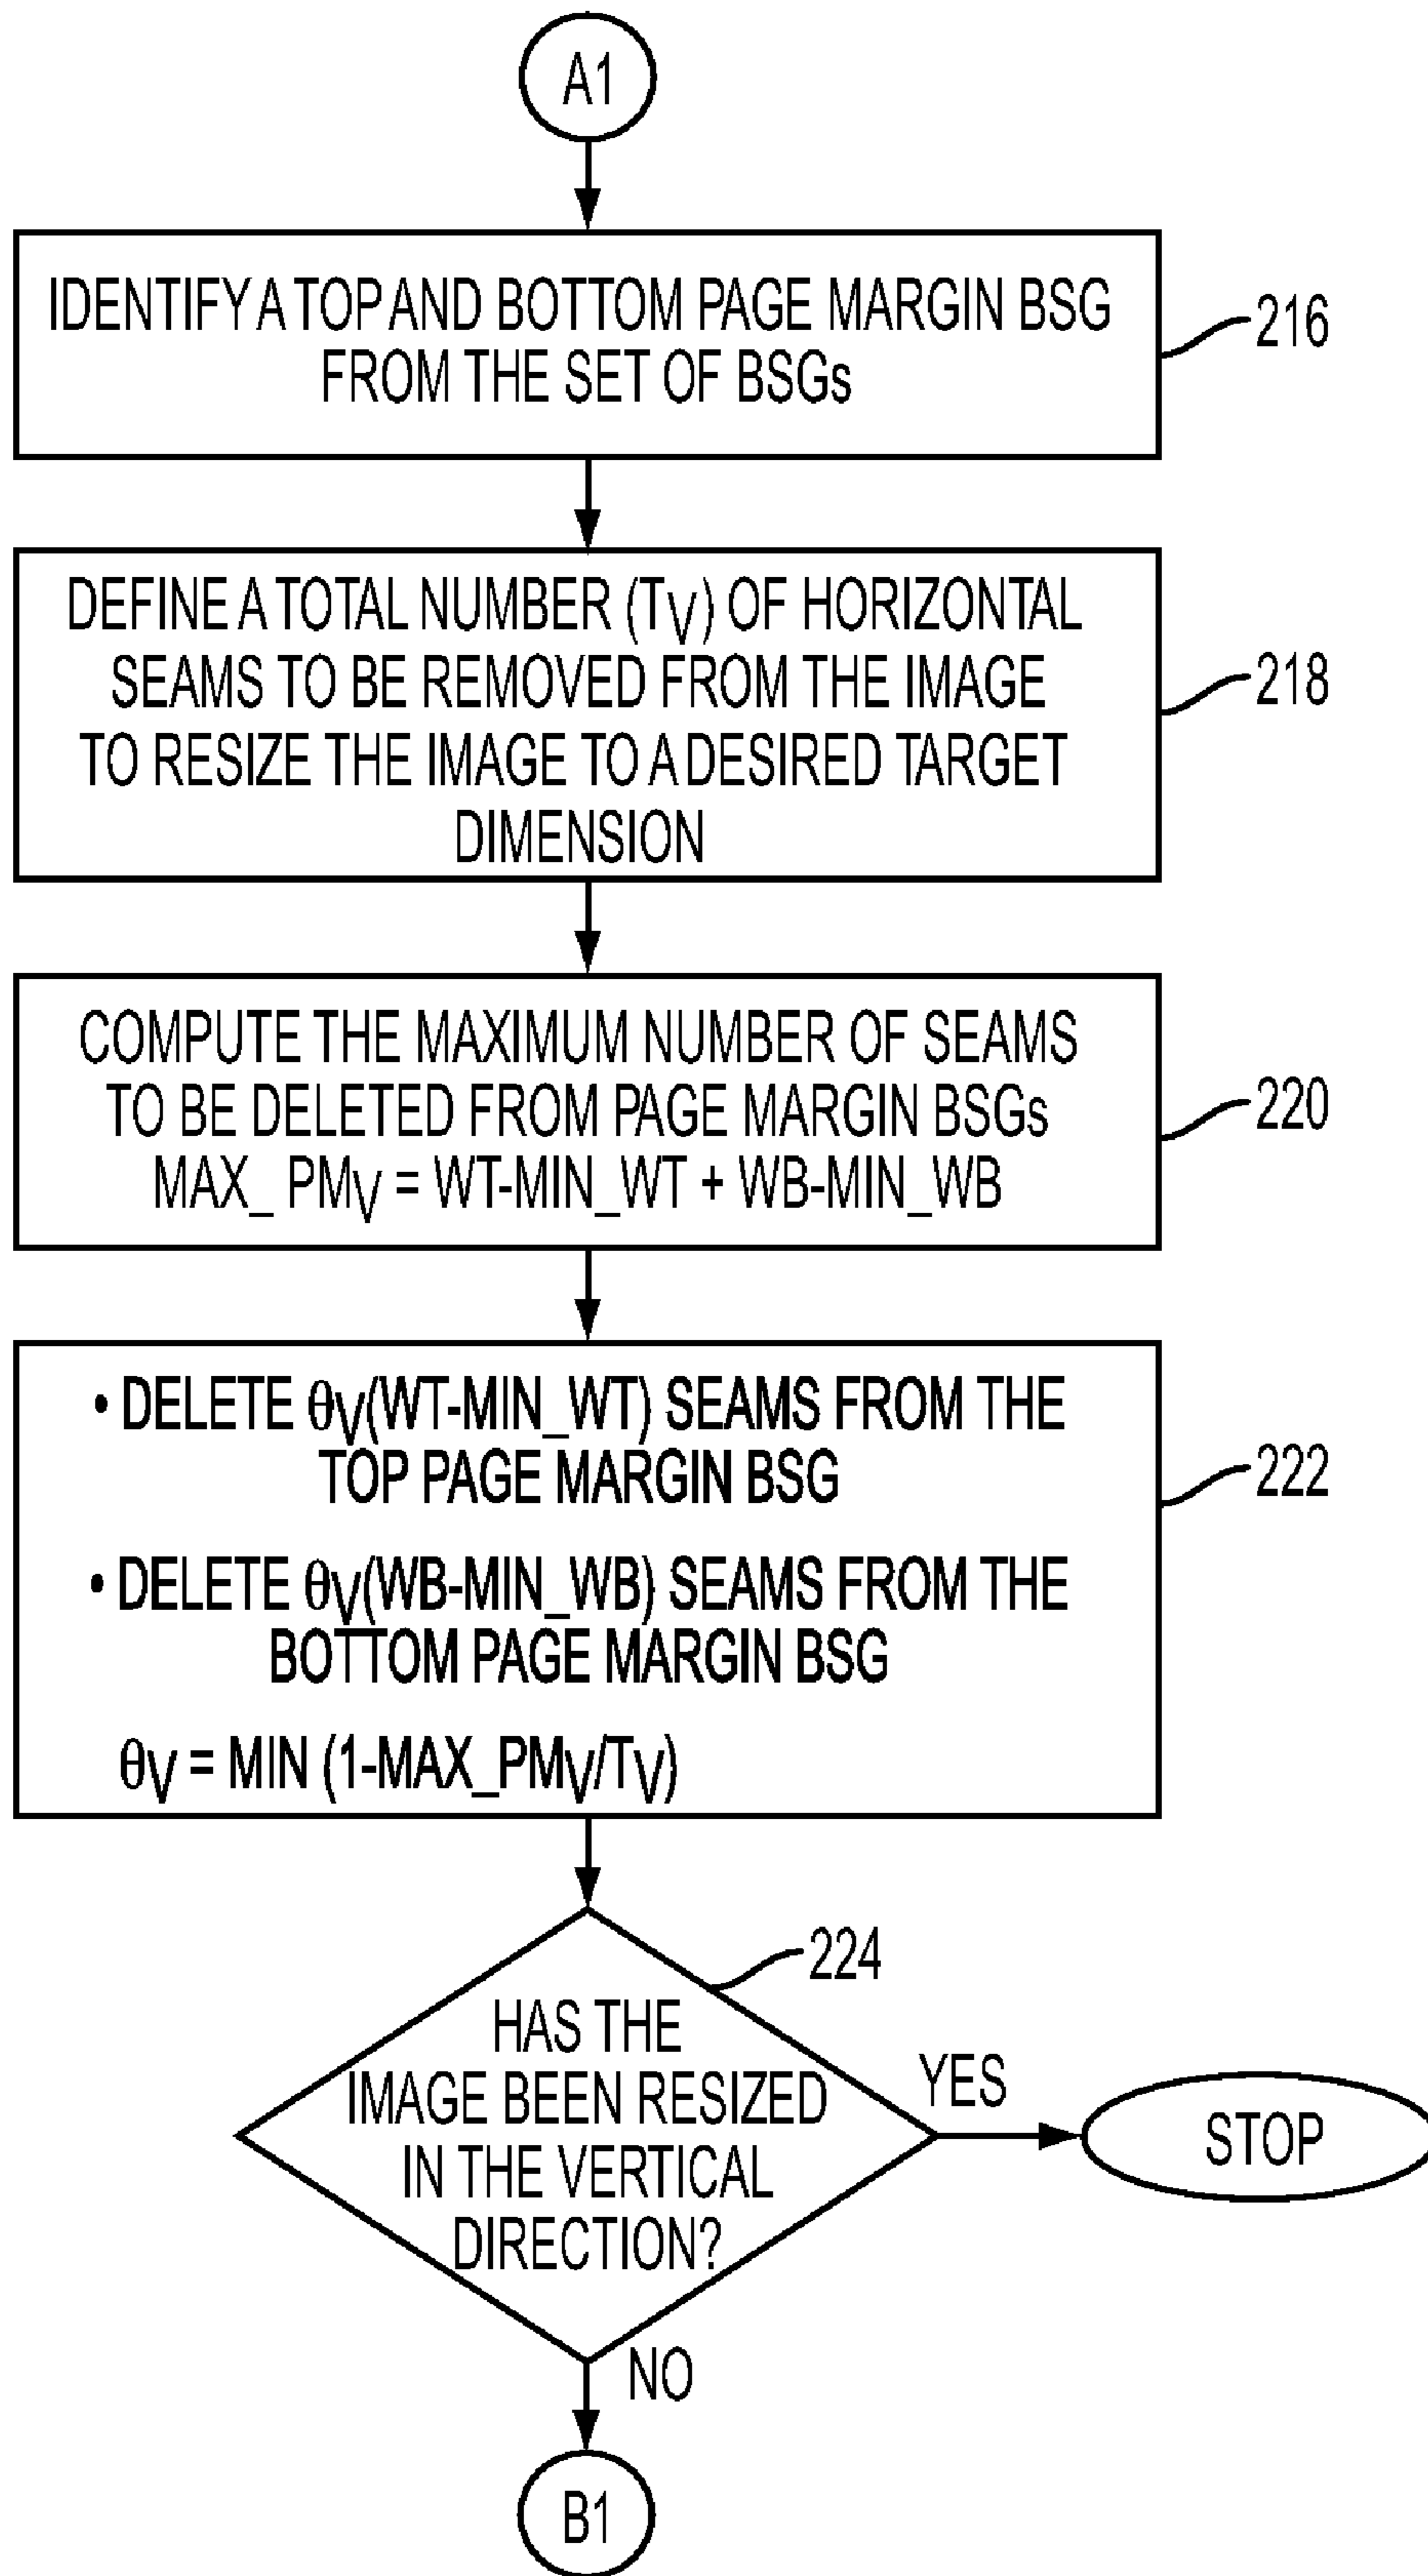 A1
IDENTIFY A TOP AND BOTTOM PAGE MARGIN BSG
FROM THE SET OF BSGs
216
DEFINE A TOTAL NUMBER (TV) OF HORIZONTAL
SEAMS TO BE REMOVED FROM THE IMAGE
TO RESIZE THE IMAGE TO A DESIRED TARGET
DIMENSION
218
COMPUTE THE MAXIMUM NUMBER OF SEAMS
TO BE DELETED FROM PAGE MARGIN BSGs
MAX_ PMV = WT-MIN_WT + WB-MIN_WB
220
• DELETE θV(WT-MIN_WT) SEAMS FROM THE
TOP PAGE MARGIN BSG
• DELETE θV(WB-MIN_WB) SEAMS FROM THE
BOTTOM PAGE MARGIN BSG
θV = MIN (1-MAX_PMV/TV)
222
224
HAS THE
IMAGE BEEN RESIZED
IN THE VERTICAL
DIRECTION?
YES
STOP
NO
B1